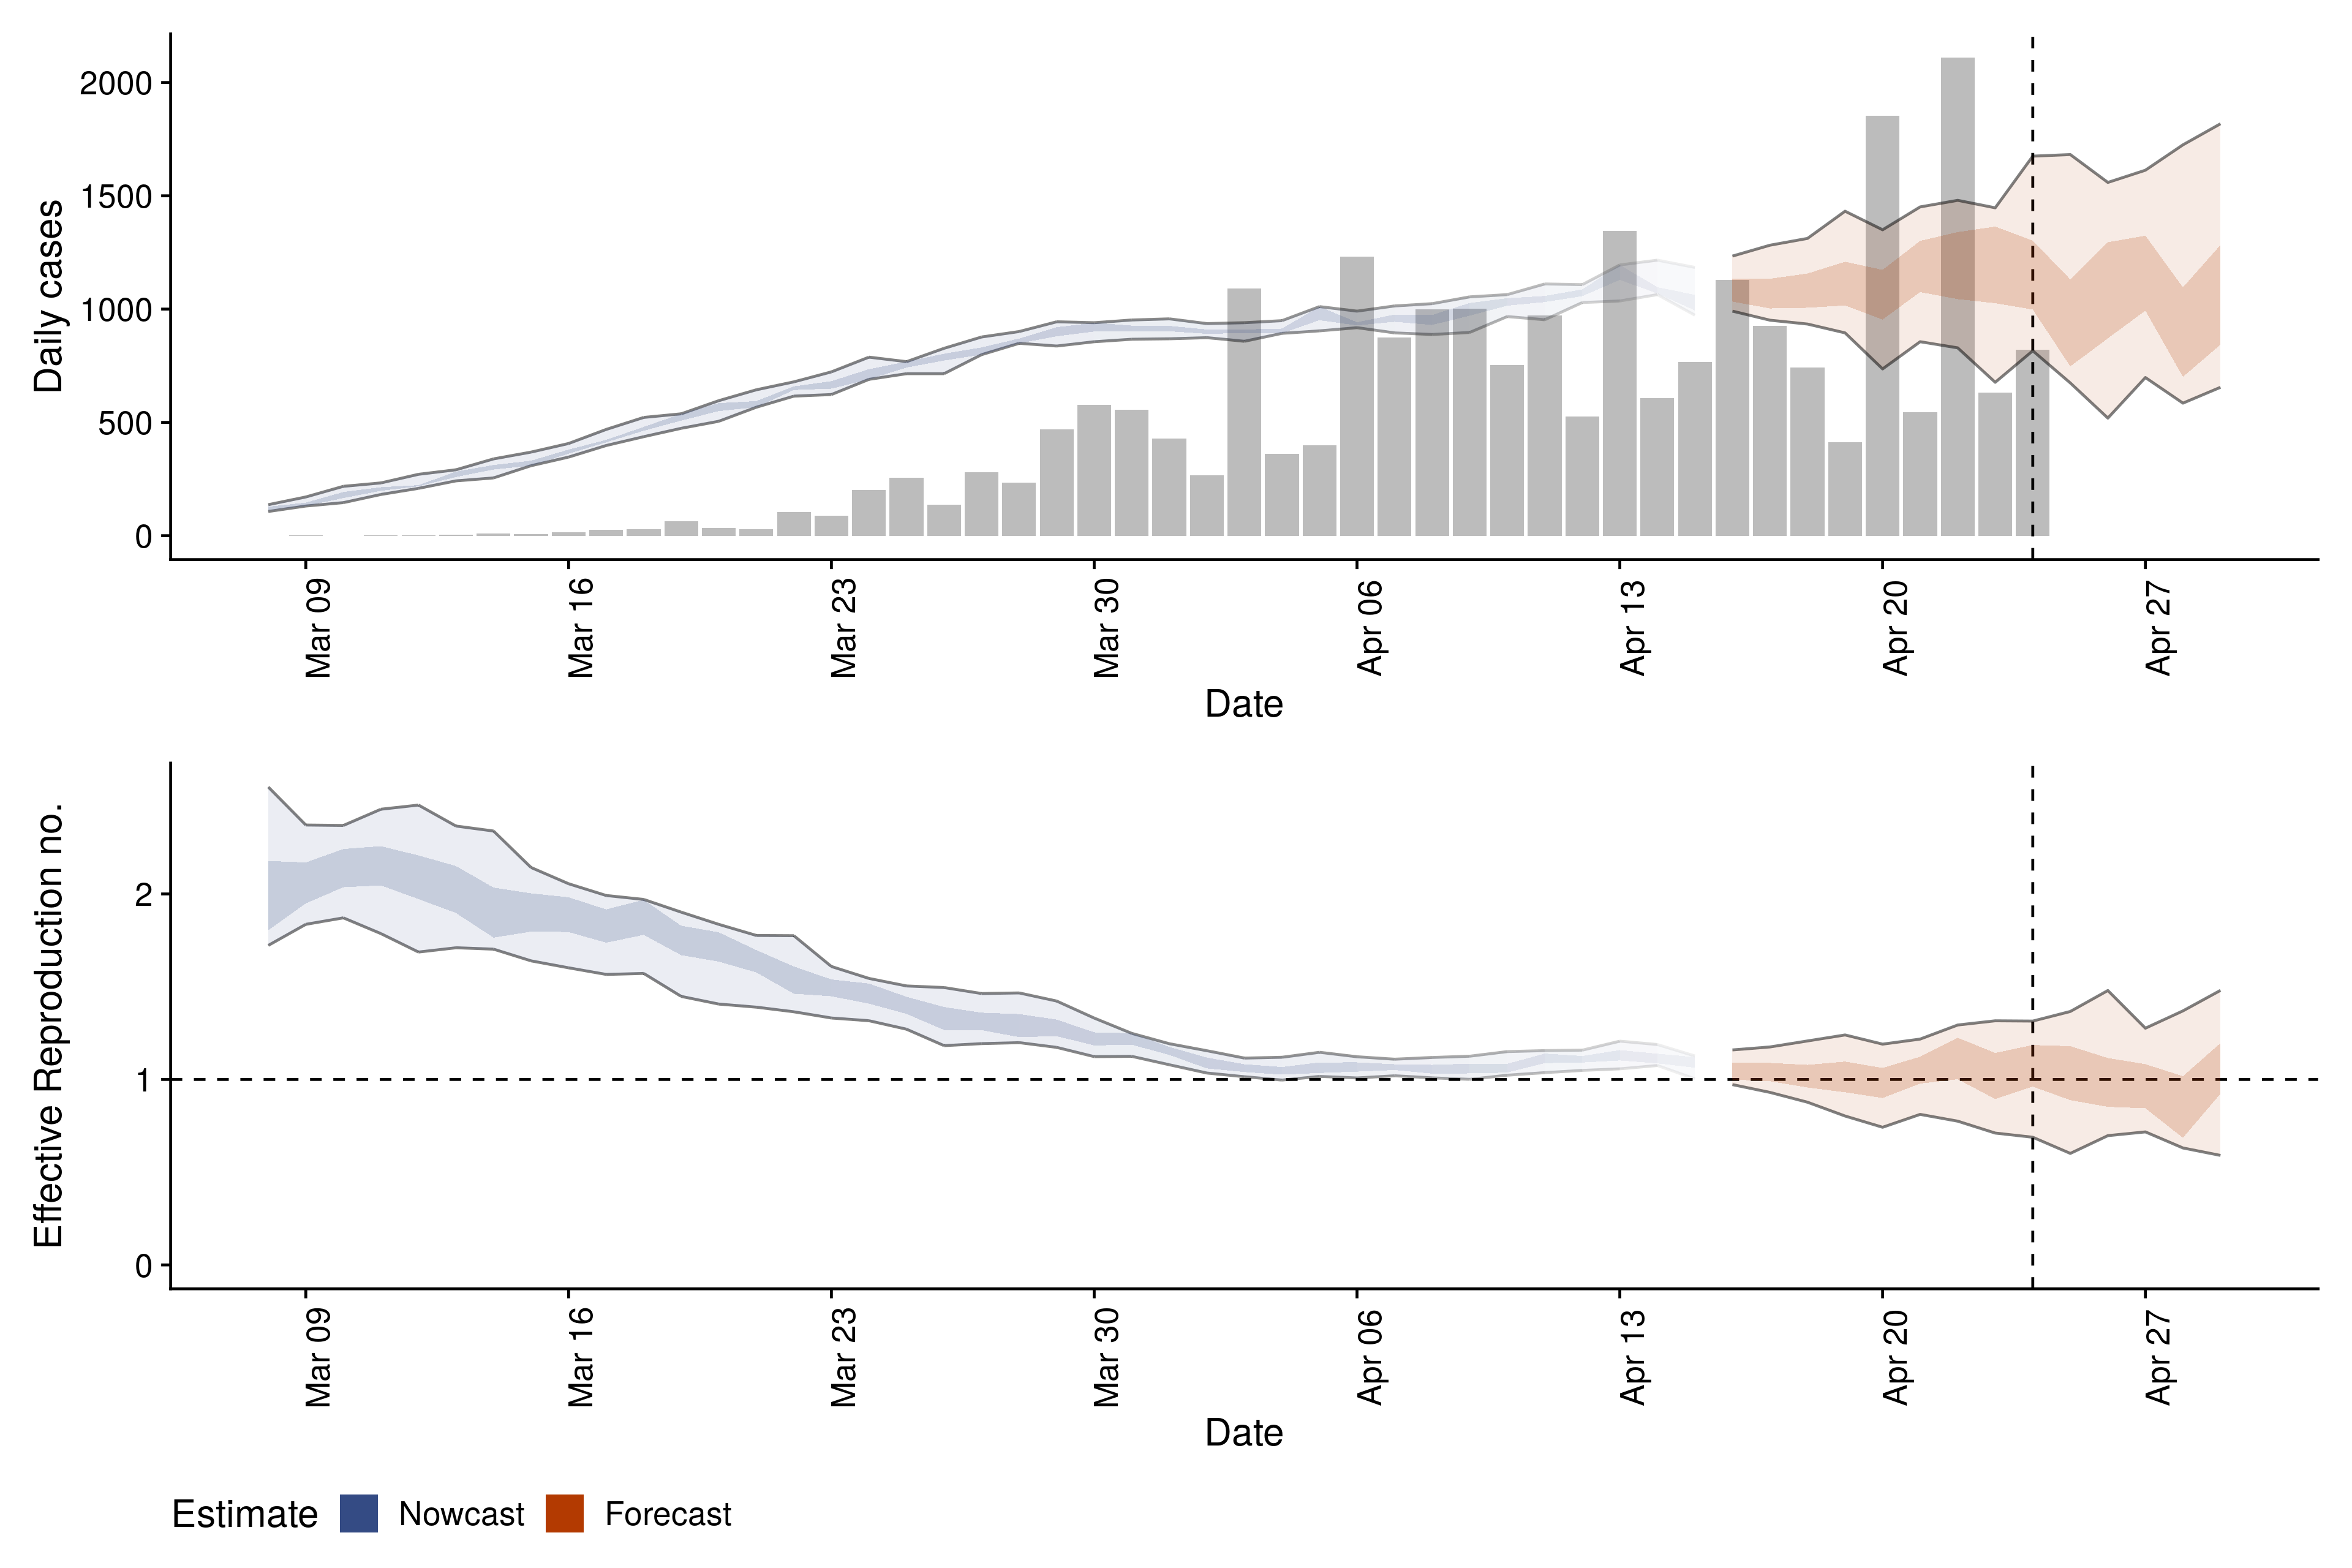 Daily cases
2000
1500
1000
500
0
Mar 09
Mar 16
Mar 23
Mar 30
Apr 06
Apr 13
Apr 20
Apr 27
Date
Effective Reproduction no.
2
1
0
Mar 09
Mar 16
Mar 23
Mar 30
Apr 06
Apr 13
Apr 20
Apr 27
Date
Estimate Nowcast Forecast